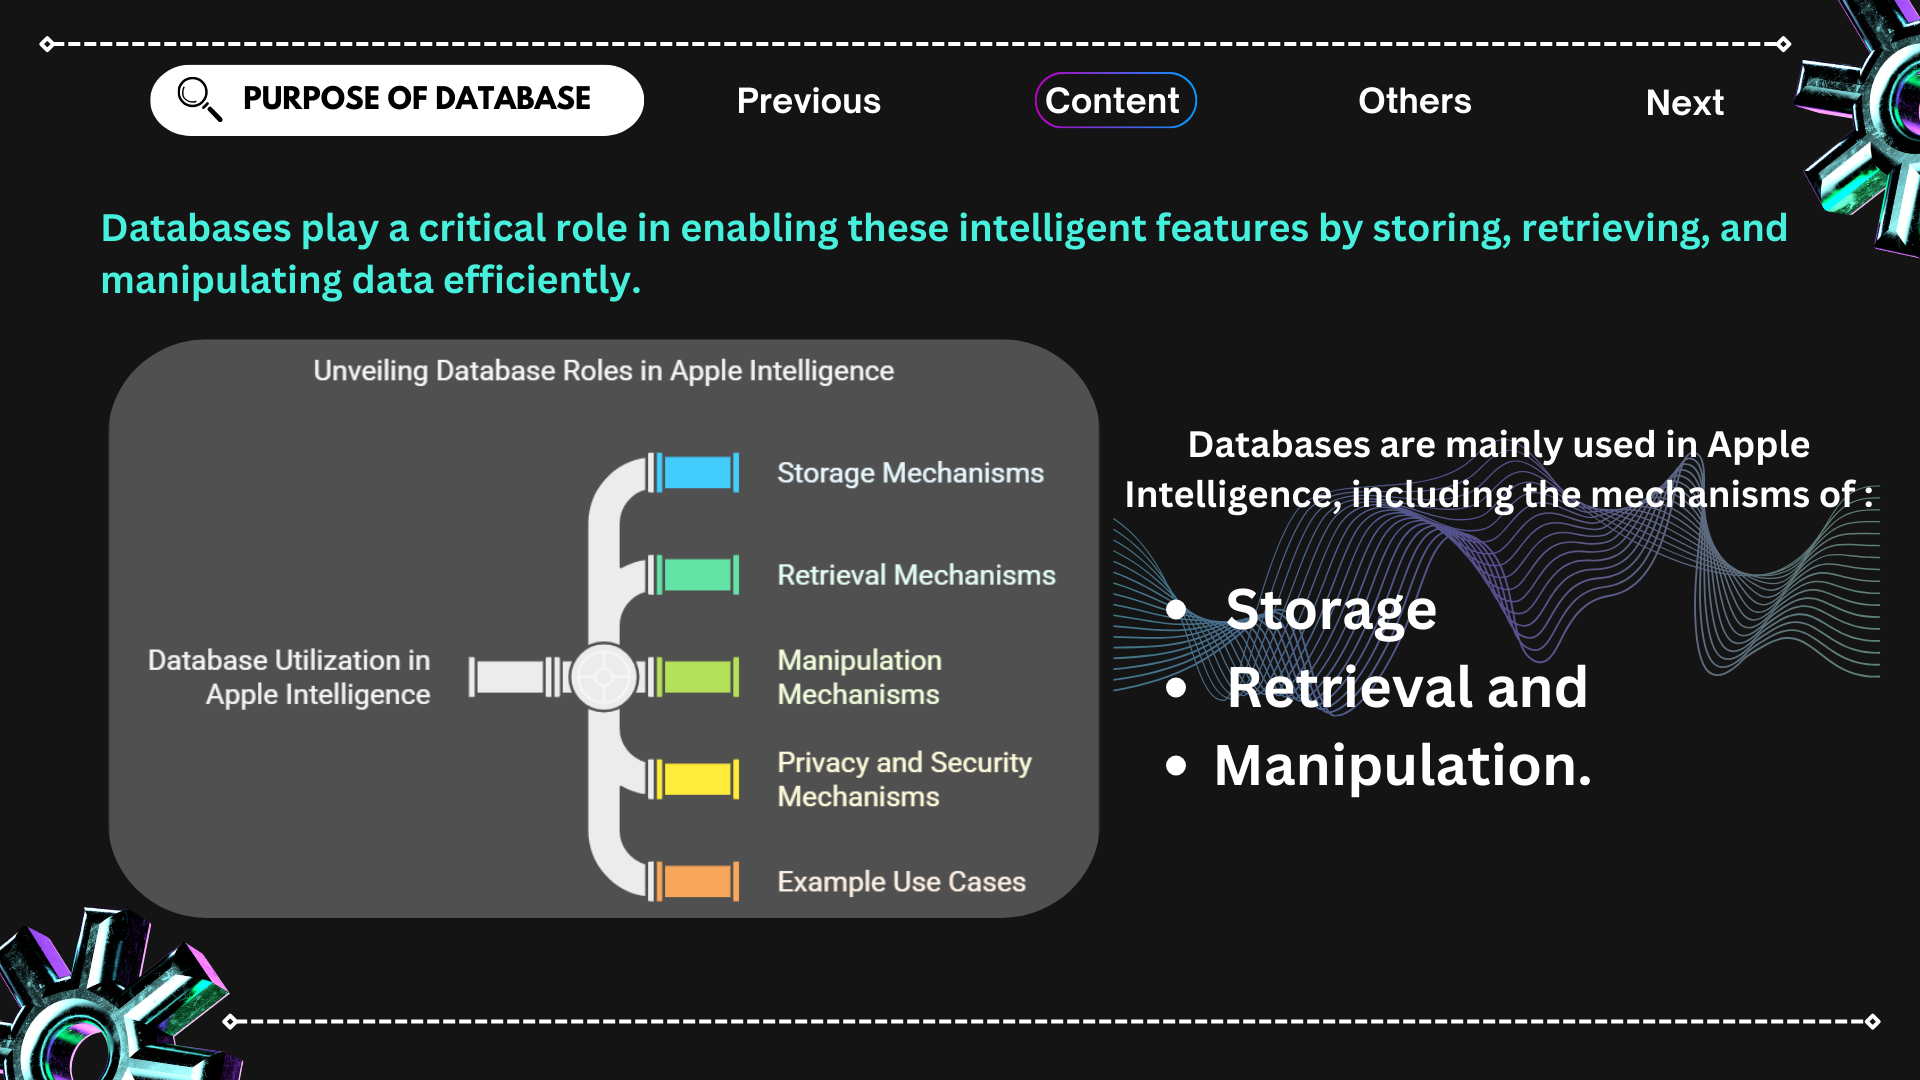 PURPOSE OF DATABASE
Previous
Content
Others
Next
Databases play a critical role in enabling these intelligent features by storing, retrieving, and
manipulating data efficiently.
Unveiling Database Roles in Apple Intelligence
Database Utilization in
Apple Intelligence
Storage Mechanisms
Retrieval Mechanisms
Manipulation
Mechanisms
Privacy and Security
Mechanisms
Example Use Cases
Databases are mainly used in Apple
Intelligence, including the mechanisms of :
• Storage
• Retrieval and
• Manipulation.